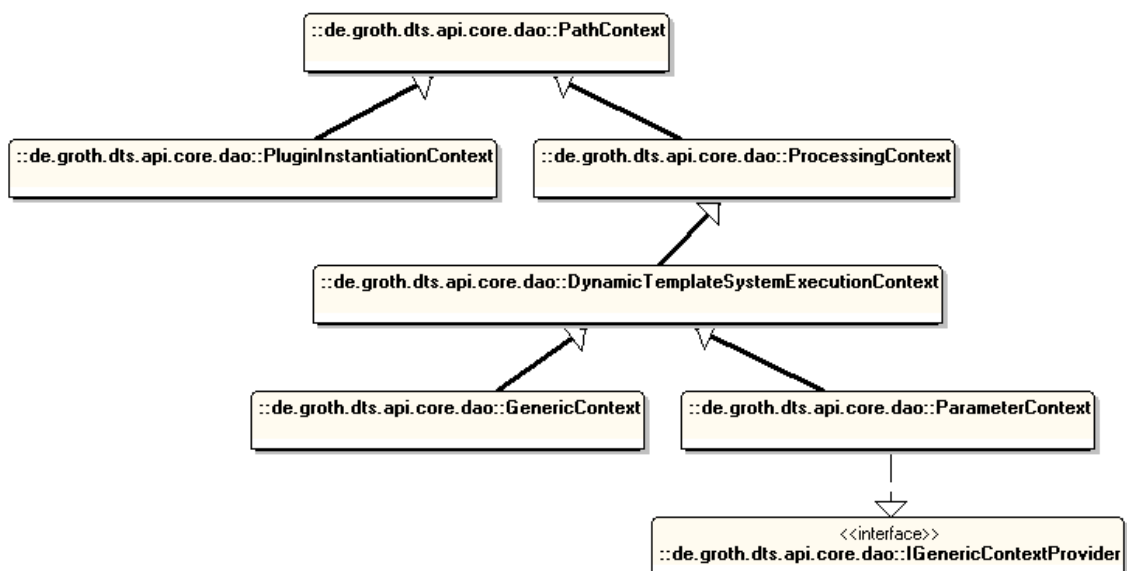 ::de.groth.dts.api.core.dao::PathContext
::de.groth.dts.api.core.dao::PluginInstantiationContext
::de.groth.dts.api.core.dao::ProcessingContext
::de.groth.dts.api.core.dao::DynamicTemplateSystemExecutionContext
::de.groth.dts.api.core.dao::GenericContext
::de.groth.dts.api.core.dao::ParameterContext
<<interface>>
::de.groth.dts.api.core.dao::IGenericContextProvider